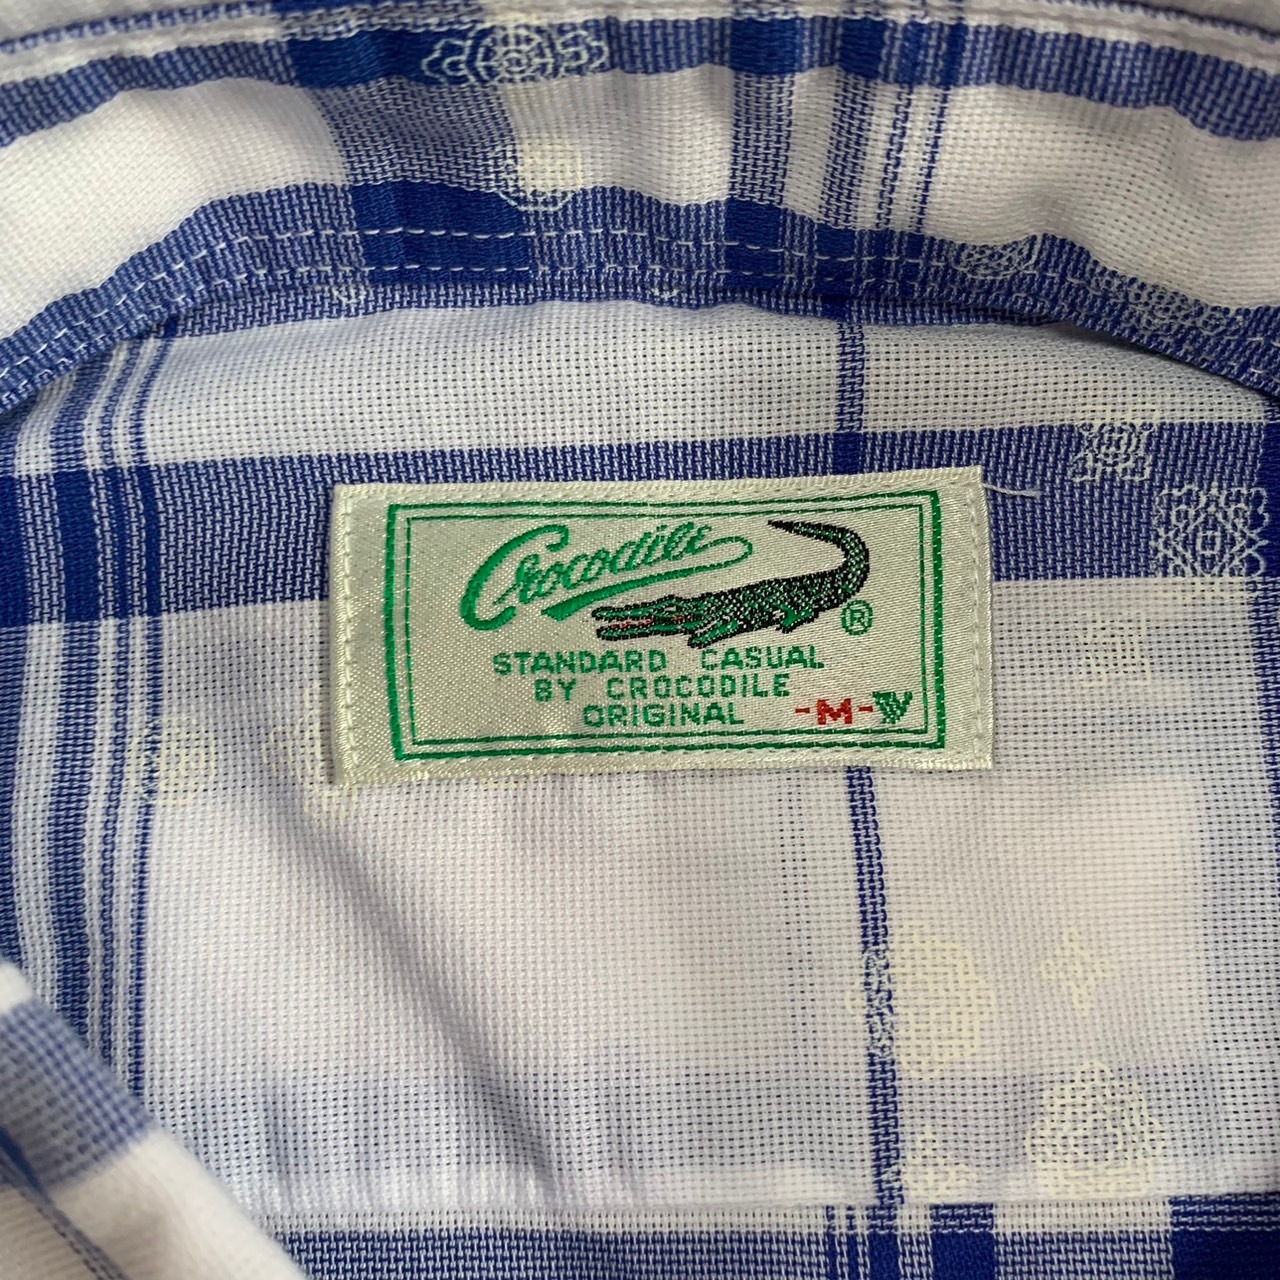 Crocodile
®
STANDARD CASUAL
BY CROCODILE
ORIGINAL -M-